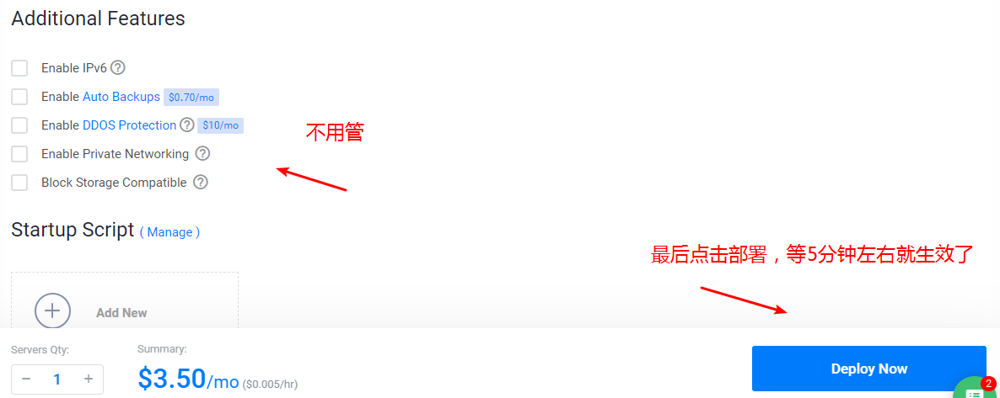 Additional Features
Enable IPv6 ?
Enable Auto Backups $0.70/mo
Enable DDOS Protection ? $10/mo
不用管
Enable Private Networking ?
Block Storage Compatible ?
Startup Script ( Manage )
最后点击部署，等5分钟左右就生效了
Add New
Servers Qty:
− 1 +
Summary:
$3.50/mo ($0.005/hr)
Deploy Now
2